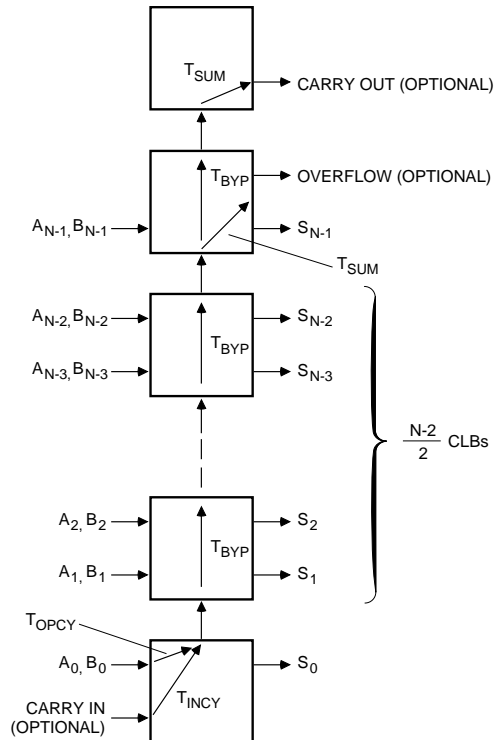 T_SUM
CARRY OUT (OPTIONAL)
T_BYP
OVERFLOW (OPTIONAL)
A_N-1, B_N-1
S_N-1
T_SUM
A_N-2, B_N-2
S_N-2
T_BYP
A_N-3, B_N-3
S_N-3
N-2
2
CLBs
A_2, B_2
S_2
T_BYP
A_1, B_1
S_1
T_OPCY
A_0, B_0
S_0
T_INCY
CARRY IN
(OPTIONAL)